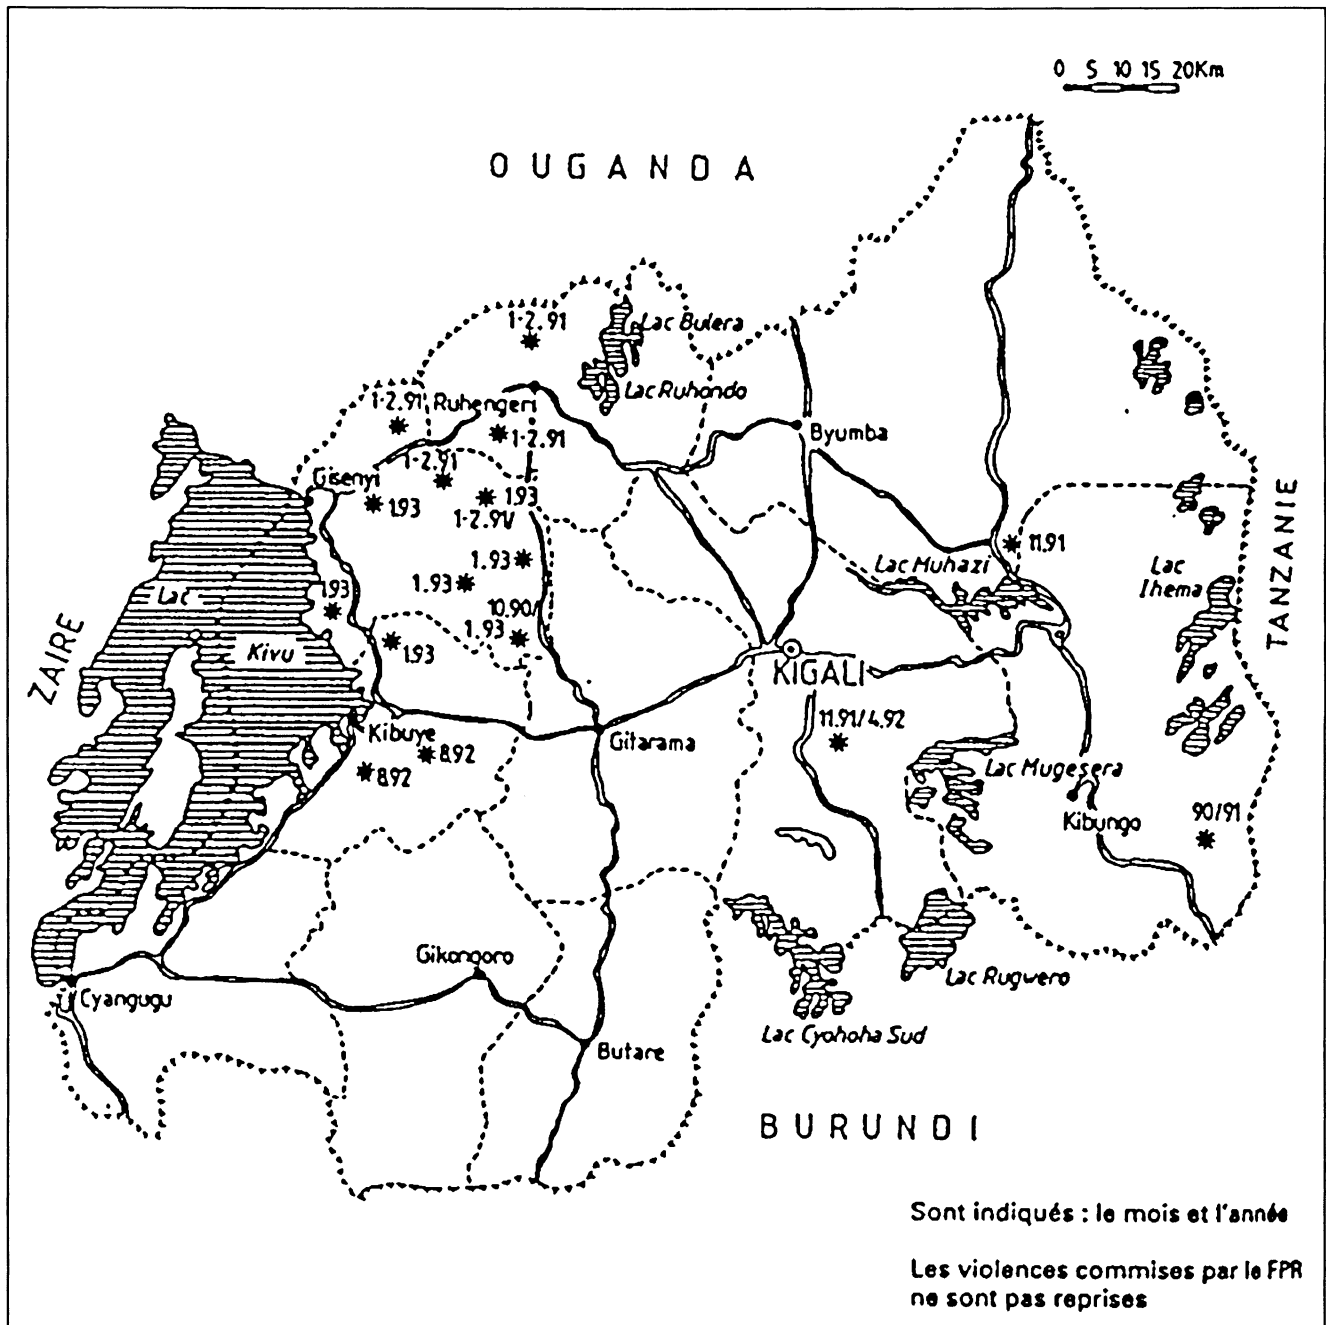 0 5 10 15 20Km
OUGANDA
1-2.91
Lac Bulera
Lac Ruhondo
1-2.91
Ruhengeri
1-2.91
Byumba
1-2.91
Gisenyi
1.93
1.93
1-2.91/
1.93
11.91
Lac Muhazi
Lac
Ihema
TANZANIE
1.93
1.93
10.90/
1.93
1.93
Lac
Kivu
ZAIRE
KIGALI
11.91/4.92
Kibuye
8.92
8.92
Gitarama
Lac Mugesera
Kibungo
90/91
Gikongoro
Lac Rugwero
Cyangugu
Lac Cyohoha Sud
Butare
BURUNDI
Sont indiqués : le mois et l'année
Les violences commises par le FPR
ne sont pas reprises